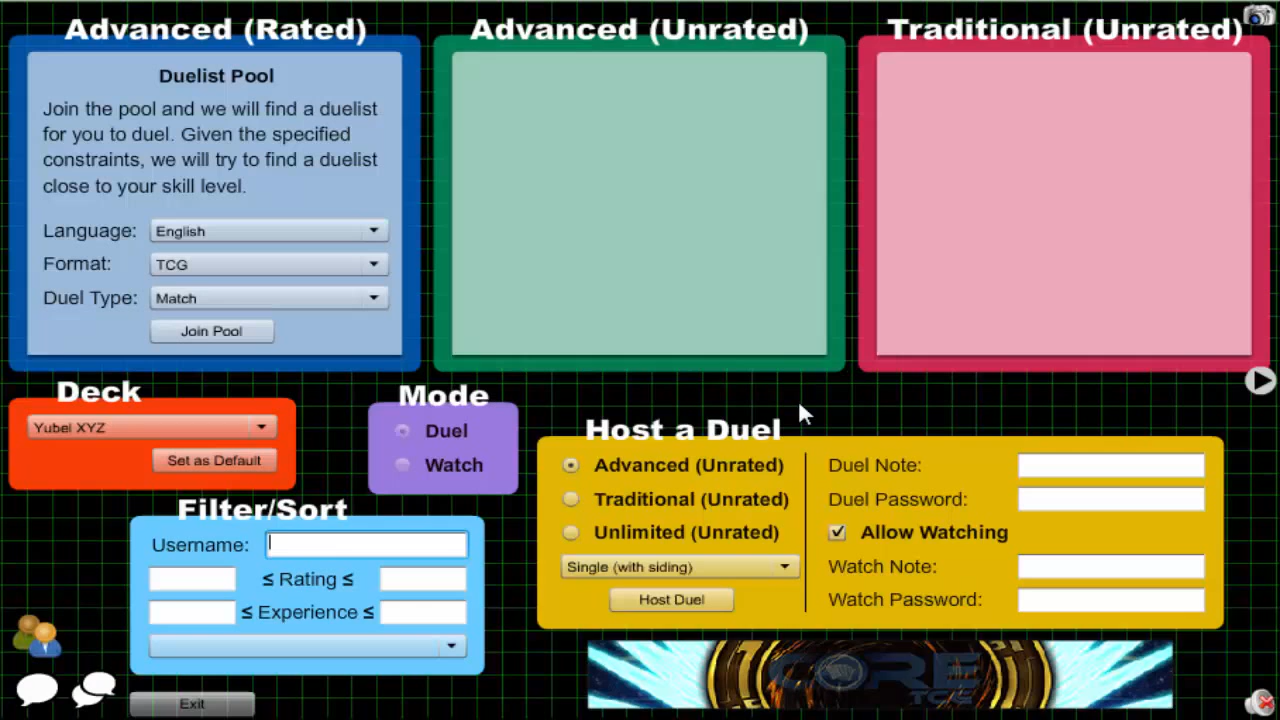 Advanced (Rated)
Advanced (Unrated)
Traditional (Unrated)
Duelist Pool
Join the pool and we will find a duelist
for you to duel. Given the specified
constraints, we will try to find a duelist
close to your skill level.
Language: English
Format: TCG
Duel Type: Match
Join Pool
Deck
Yubel XYZ
Set as Default
Mode
Duel
Watch
Host a Duel
Advanced (Unrated)
Traditional (Unrated)
Unlimited (Unrated)
Single (with siding)
Host Duel
Duel Note:
Duel Password:
Allow Watching
Watch Note:
Watch Password:
Filter/Sort
Username:
≤ Rating ≤
≤ Experience ≤
Exit
CORE
TCG